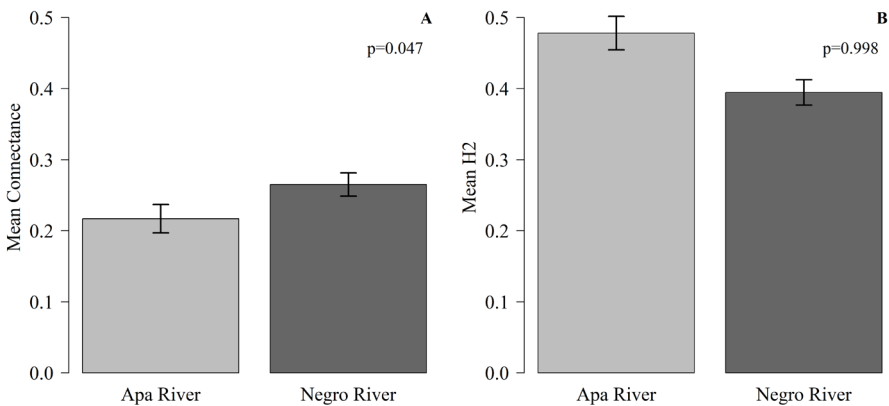 A
p=0.047
0.5
0.4
0.3
0.2
0.1
0.0
Mean Connectance
Apa River
Negro River
B
p=0.998
0.5
0.4
0.3
0.2
0.1
0.0
Mean H2
Apa River
Negro River